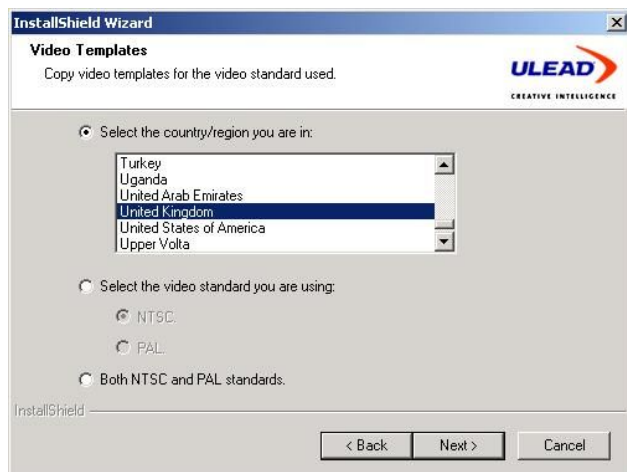 InstallShield Wizard
Video Templates
Copy video templates for the video standard used.
ULEAD
CREATIVE INTELLIGENCE
Select the country/region you are in:
Turkey
Uganda
United Arab Emirates
United Kingdom
United States of America
Upper Volta
Select the video standard you are using:
NTSC.
PAL.
Both NTSC and PAL standards.
InstallShield
< Back
Next >
Cancel